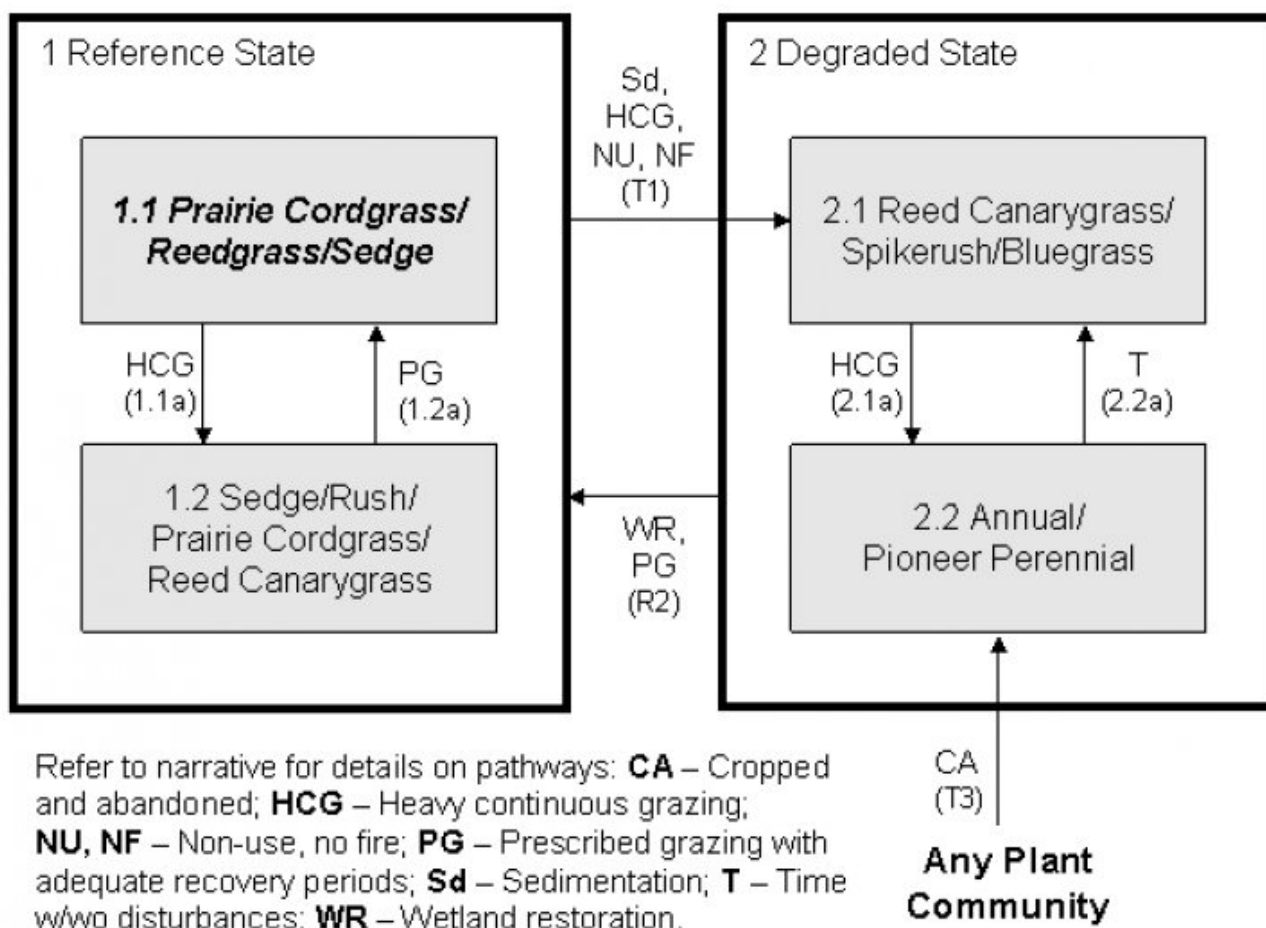 1 Reference State
1.1 Prairie Cordgrass/
Reedgrass/Sedge
HCG
(1.1a)
PG
(1.2a)
1.2 Sedge/Rush/
Prairie Cordgrass/
Reed Canarygrass
Sd,
HCG,
NU, NF
(T1)
WR,
PG
(R2)
2 Degraded State
2.1 Reed Canarygrass/
Spikerush/Bluegrass
HCG
(2.1a)
T
(2.2a)
2.2 Annual/
Pioneer Perennial
CA
(T3)
Any Plant
Community
Refer to narrative for details on pathways: CA – Cropped
and abandoned; HCG – Heavy continuous grazing;
NU, NF – Non-use, no fire; PG – Prescribed grazing with
adequate recovery periods; Sd – Sedimentation; T – Time
w/wo disturbances; WR – Wetland restoration.